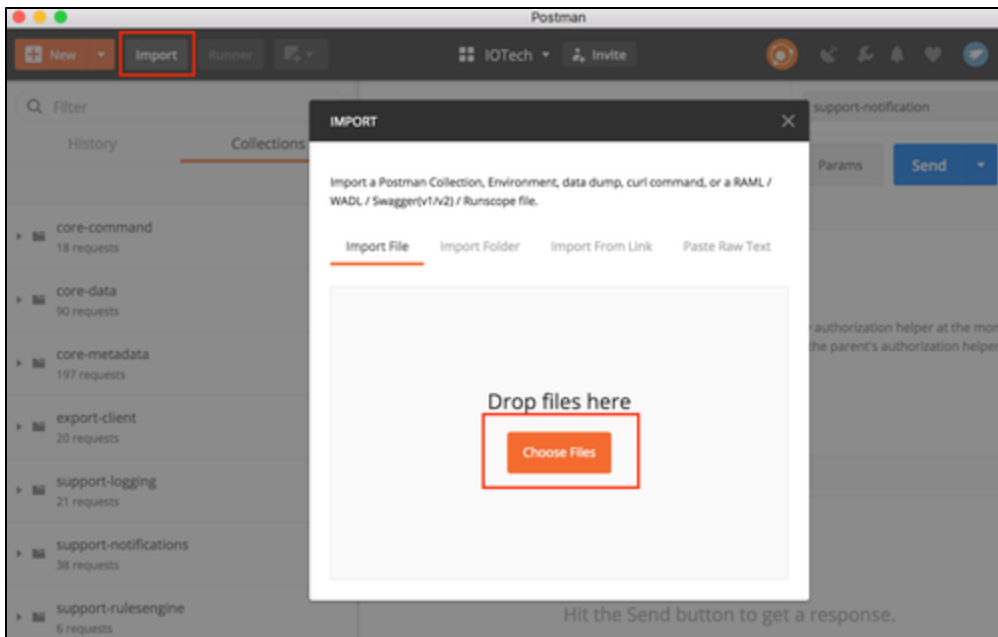 Postman
New
Import
Runner
IOTech
Invite
Filter
History
Collections
core-command
18 requests
core-data
90 requests
core-metadata
197 requests
export-client
20 requests
support-logging
21 requests
support-notifications
38 requests
support-rulesengine
6 requests
IMPORT
Import a Postman Collection, Environment, data dump, curl command, or a RAML /
WADL / Swagger(v1/v2) / Runscope file.
Import File
Import Folder
Import From Link
Paste Raw Text
Drop files here
Choose Files
support-notification
Params
Send
authorization helper at the mor
the parent's authorization helper
Hit the Send button to get a response.